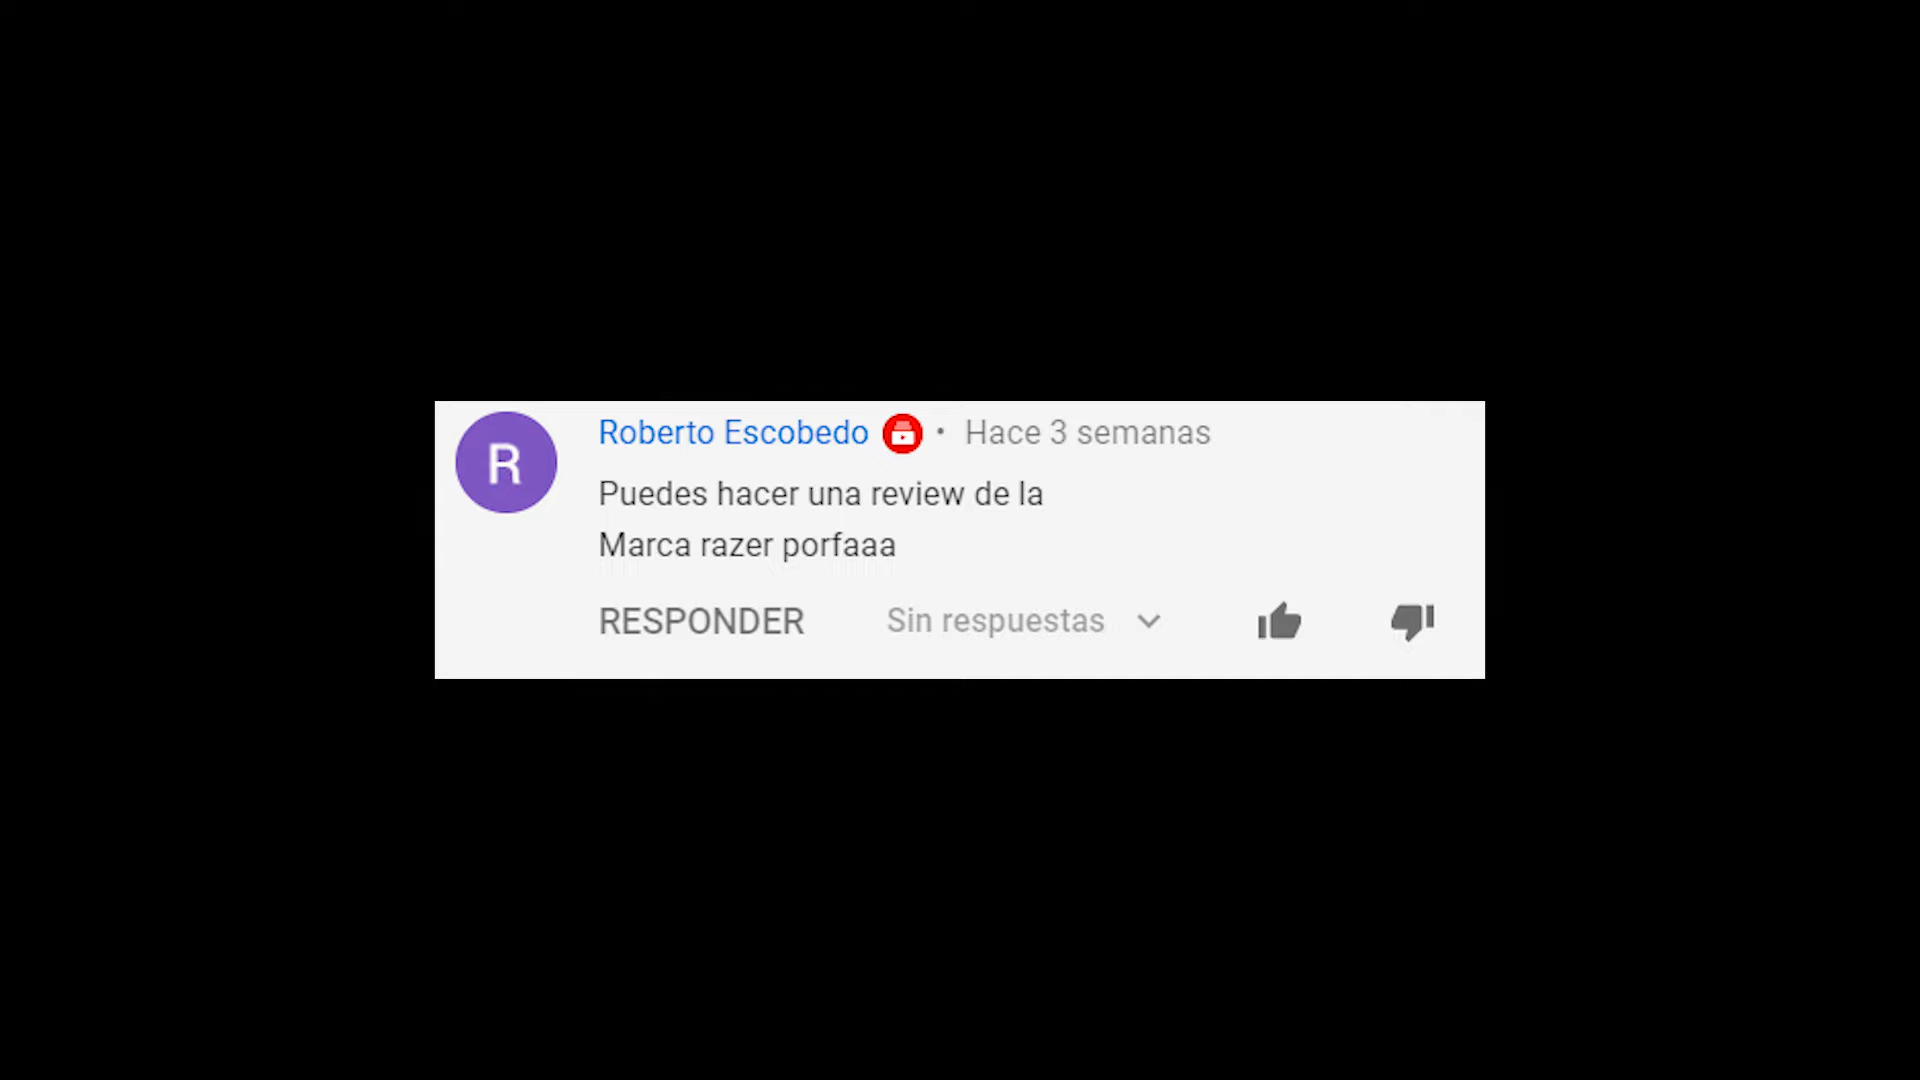 R
Roberto Escobedo • Hace 3 semanas
Puedes hacer una review de la
Marca razer porfaaa
RESPONDER Sin respuestas